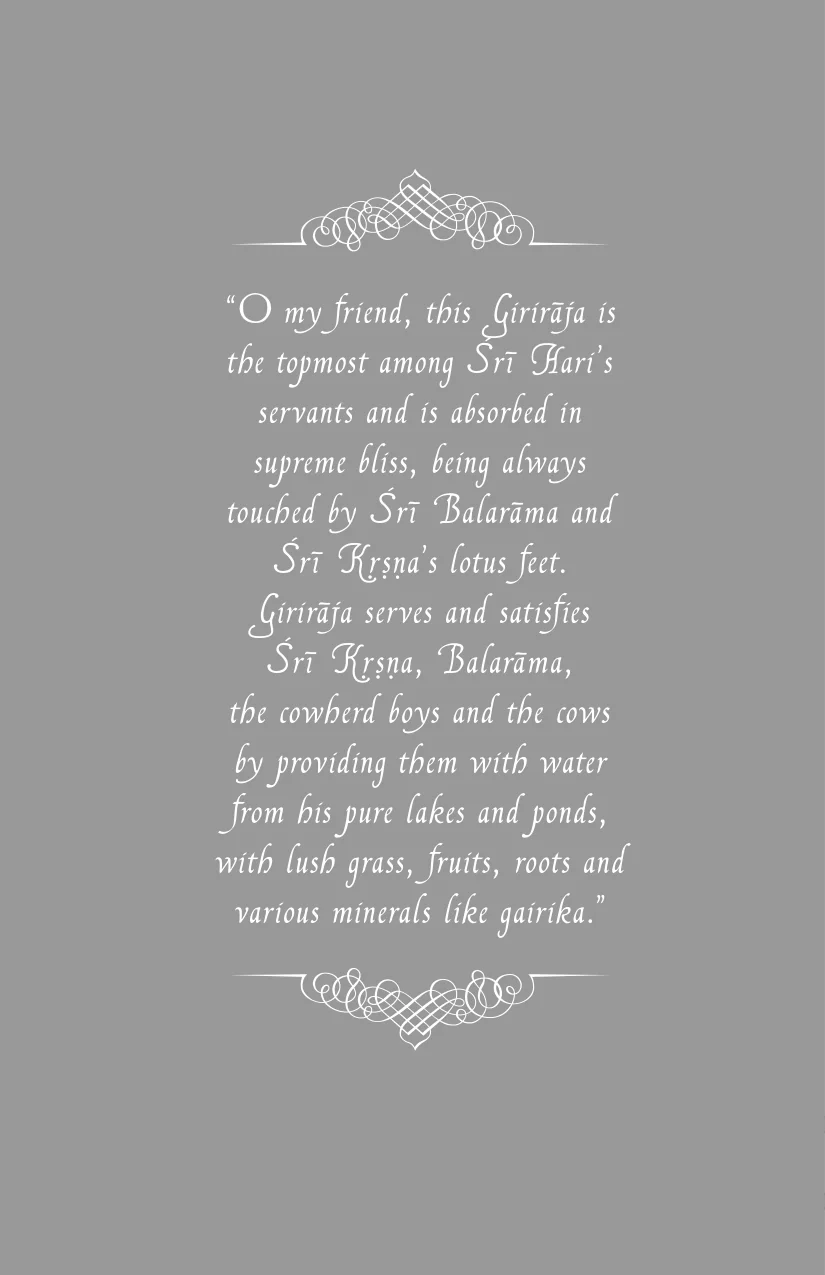 “O my friend, this Girirāja is
the topmost among Śrī Hari’s
servants and is absorbed in
supreme bliss, being always
touched by Śrī Balarāma and
Śrī Kṛṣṇa’s lotus feet.
Girirāja serves and satisfies
Śrī Kṛṣṇa, Balarāma,
the cowherd boys and the cows
by providing them with water
from his pure lakes and ponds,
with lush grass, fruits, roots and
various minerals like gairika.”